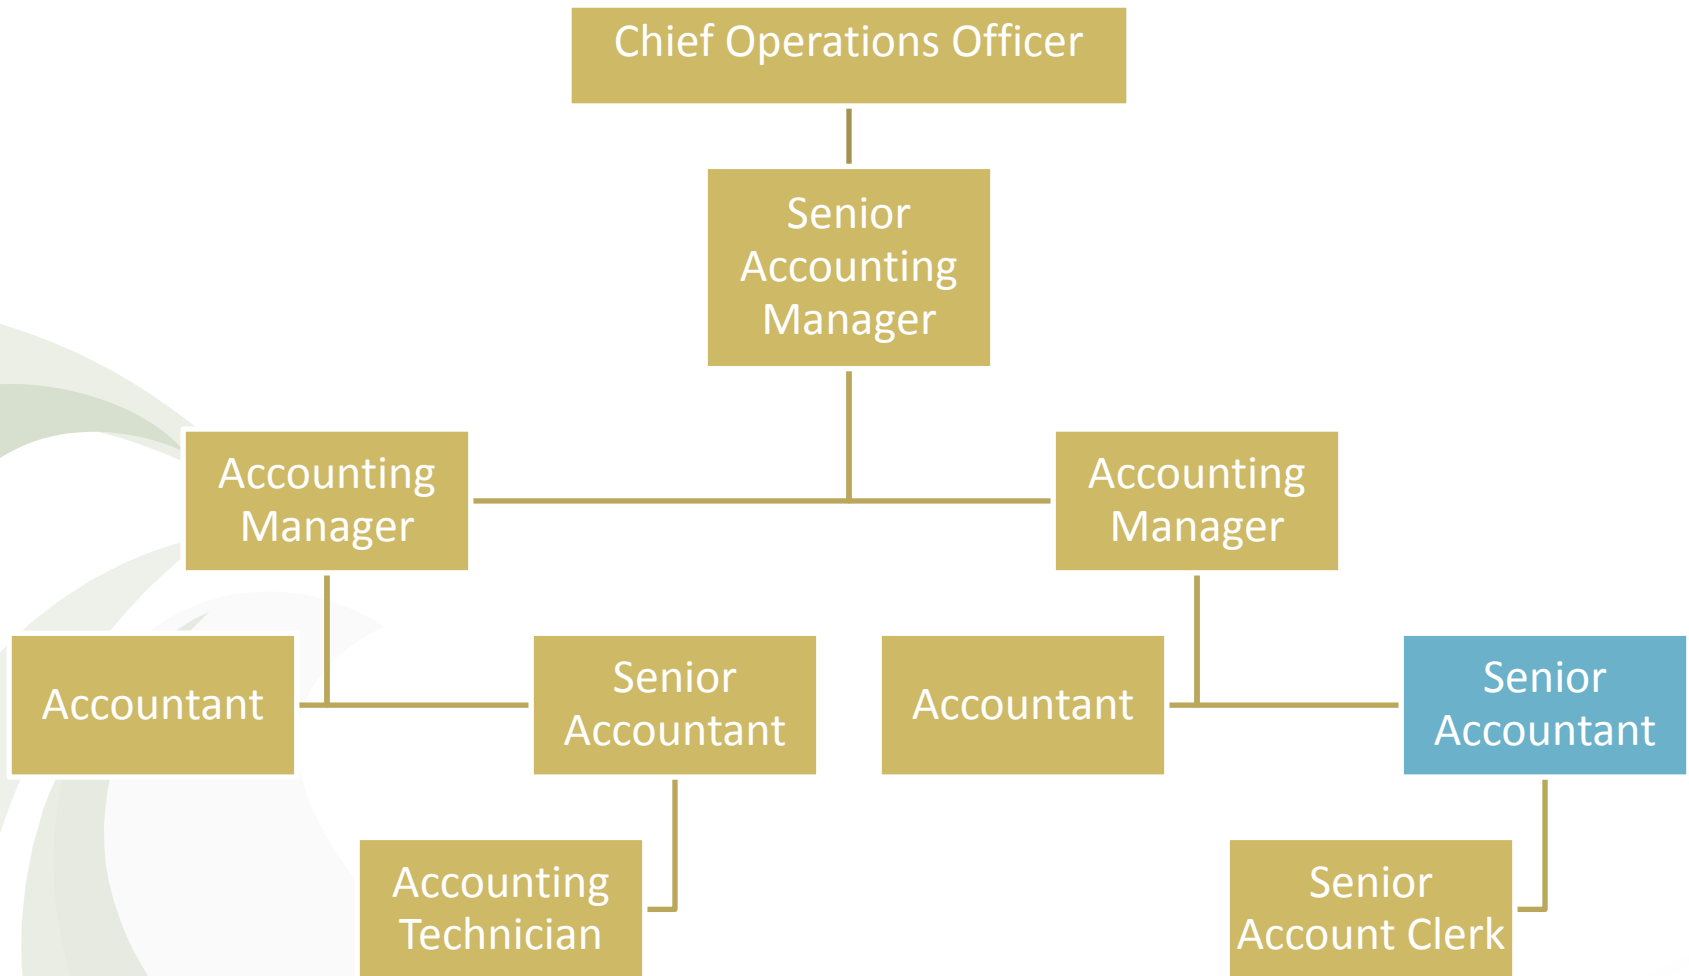 Chief Operations Officer
Senior
Accounting
Manager
Accounting
Manager
Accounting
Manager
Accountant
Senior
Accountant
Accountant
Senior
Accountant
Accounting
Technician
Senior
Account Clerk